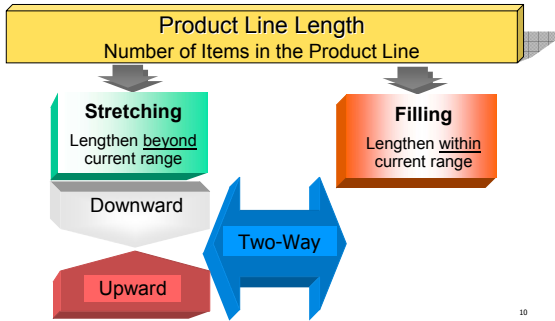 Product Line Length
Number of Items in the Product Line
Stretching
Lengthen beyond
current range
Filling
Lengthen within
current range
Downward
Two-Way
Upward
10